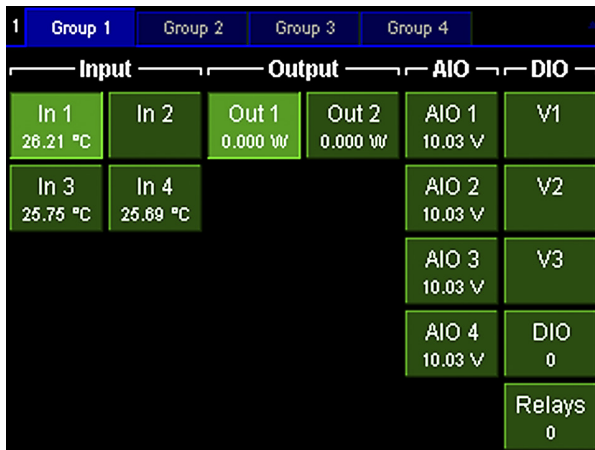 1 Group 1 Group 2 Group 3 Group 4
Input Output AIO DIO
In 1 In 2 Out 1 Out 2 AIO 1 V1
26.21 °C 0.000 W 0.000 W 10.03 V
In 3 In 4 AIO 2 V2
25.75 °C 25.69 °C 10.03 V
AIO 3 V3
10.03 V
AIO 4 DIO
10.03 V 0
Relays
0